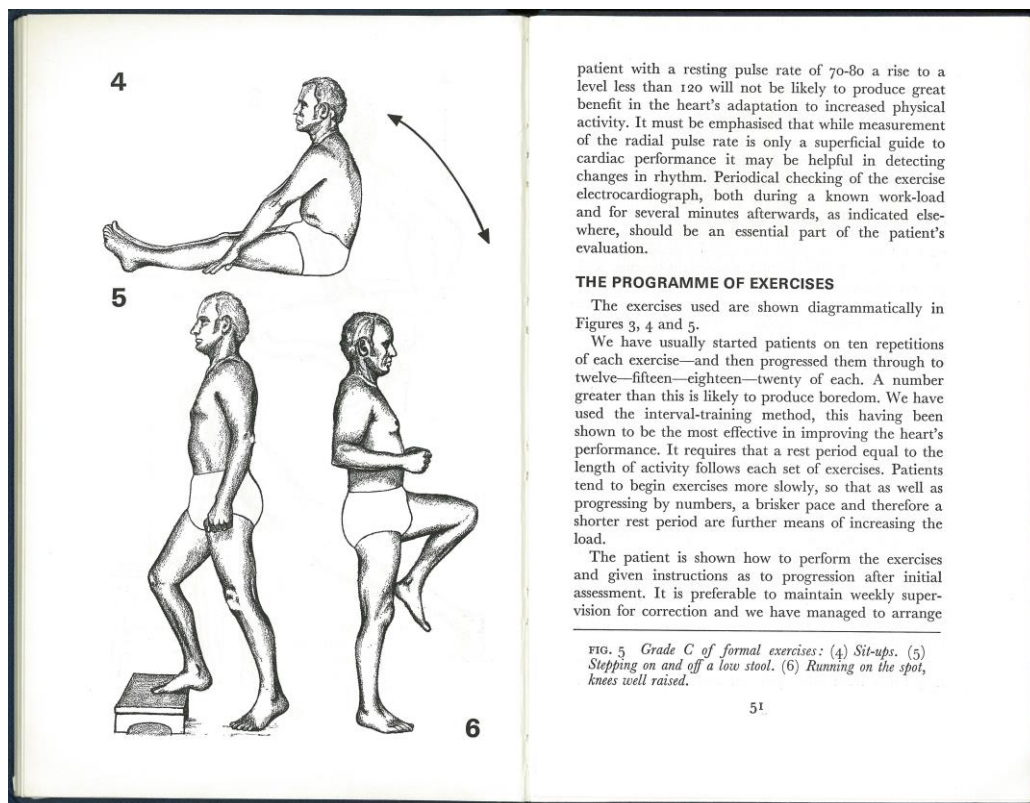 4
5
6
patient with a resting pulse rate of 70-80 a rise to a
level less than 120 will not be likely to produce great
benefit in the heart's adaptation to increased physical
activity. It must be emphasised that while measurement
of the radial pulse rate is only a superficial guide to
cardiac performance it may be helpful in detecting
changes in rhythm. Periodical checking of the exercise
electrocardiograph, both during a known work-load
and for several minutes afterwards, as indicated else-
where, should be an essential part of the patient's
evaluation.
THE PROGRAMME OF EXERCISES
The exercises used are shown diagrammatically in
Figures 3, 4 and 5.
We have usually started patients on ten repetitions
of each exercise—and then progressed them through to
twelve—fifteen—eighteen—twenty of each. A number
greater than this is likely to produce boredom. We have
used the interval-training method, this having been
shown to be the most effective in improving the heart's
performance. It requires that a rest period equal to the
length of activity follows each set of exercises. Patients
tend to begin exercises more slowly, so that as well as
progressing by numbers, a brisker pace and therefore a
shorter rest period are further means of increasing the
load.
The patient is shown how to perform the exercises
and given instructions as to progression after initial
assessment. It is preferable to maintain weekly super-
vision for correction and we have managed to arrange
FIG. 5 Grade C of formal exercises: (4) Sit-ups. (5)
Stepping on and off a low stool. (6) Running on the spot,
knees well raised.
51